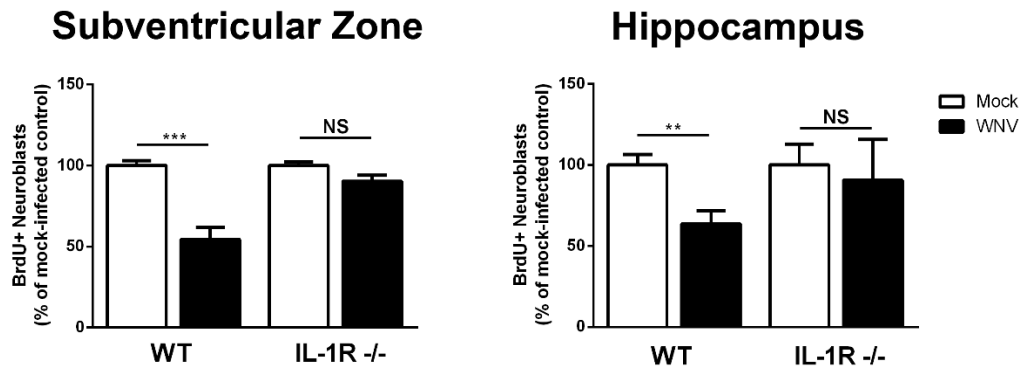 Subventricular Zone
BrdU+ Neuroblasts
(% of mock-infected control)
150
100
50
0
***
NS
WT
IL-1R -/-
Hippocampus
BrdU+ Neuroblasts
(% of mock-infected control)
150
100
50
0
**
NS
WT
IL-1R -/-
Mock
WNV